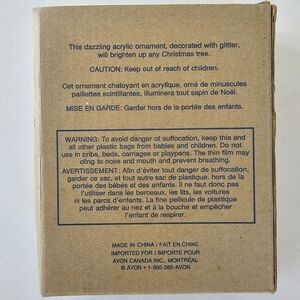 This dazzling acrylic ornament, decorated with glitter,
will brighten up any Christmas tree.
CAUTION: Keep out of reach of children.
Cet ornement chatoyant en acrylique, orné de minuscules
paillettes scintillantes, illuminera tout sapin de Noël.
MISE EN GARDE: Garder hors de la portée des enfants.
WARNING: To avoid danger of suffocation, keep this and
all other plastic bags from babies and children. Do not
use in cribs, beds, carriages or playpens. The thin film may
cling to nose and mouth and prevent breathing.
AVERTISSEMENT: Afin d'éviter tout danger de suffocation,
garder ce sac, et tout autre sac de plastique, hors de la
portée des bébés et des enfants. Il ne faut donc pas
l'utiliser dans les berceaux, les lits, les voitures
ni les parcs d'enfants. La fine pellicule de plastique
peut adhérer au nez et à la bouche et empêcher
l'enfant de respirer.
MADE IN CHINA / FAIT EN CHINE
IMPORTED FOR / IMPORTÉ POUR
AVON CANADA INC., MONTRÉAL
© AVON • 1-800-265-AVON